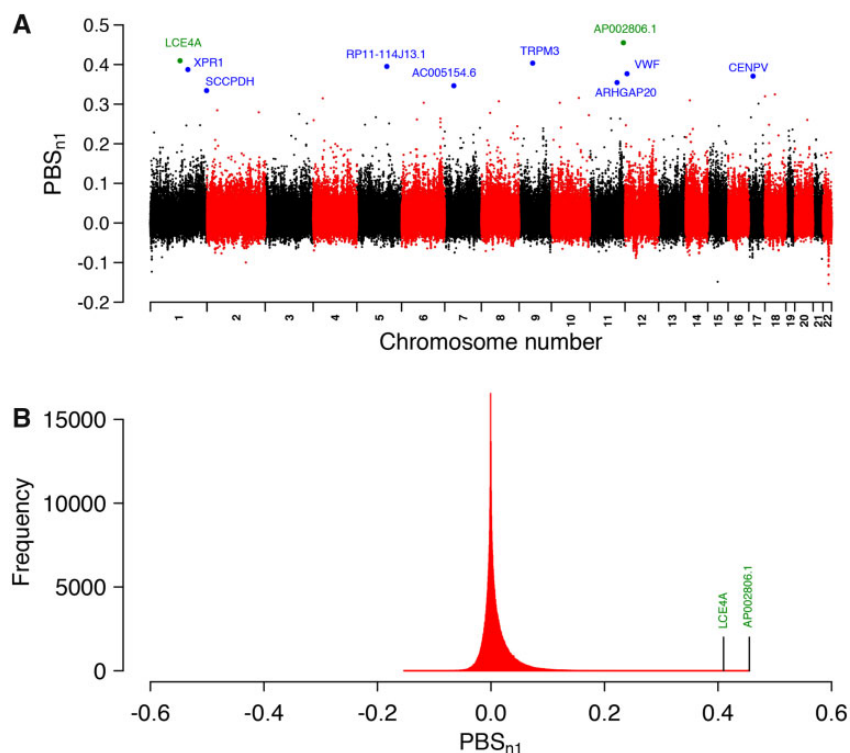 A
0.5
0.4
0.3
0.2
0.1
0.0
-0.1
-0.2
PBSn1
LCE4A
XPR1
SCCPDH
RP11-114J13.1
AC005154.6
TRPM3
AP002806.1
VWF
ARHGAP20
CENPV
1 2 3 4 5 6 7 8 9 10 11 12 13 14 15 16 17 18 19 20 21 22
Chromosome number
B
15000
10000
5000
0
Frequency
LCE4A
AP002806.1
-0.6 -0.4 -0.2 0.0 0.2 0.4 0.6
PBSn1